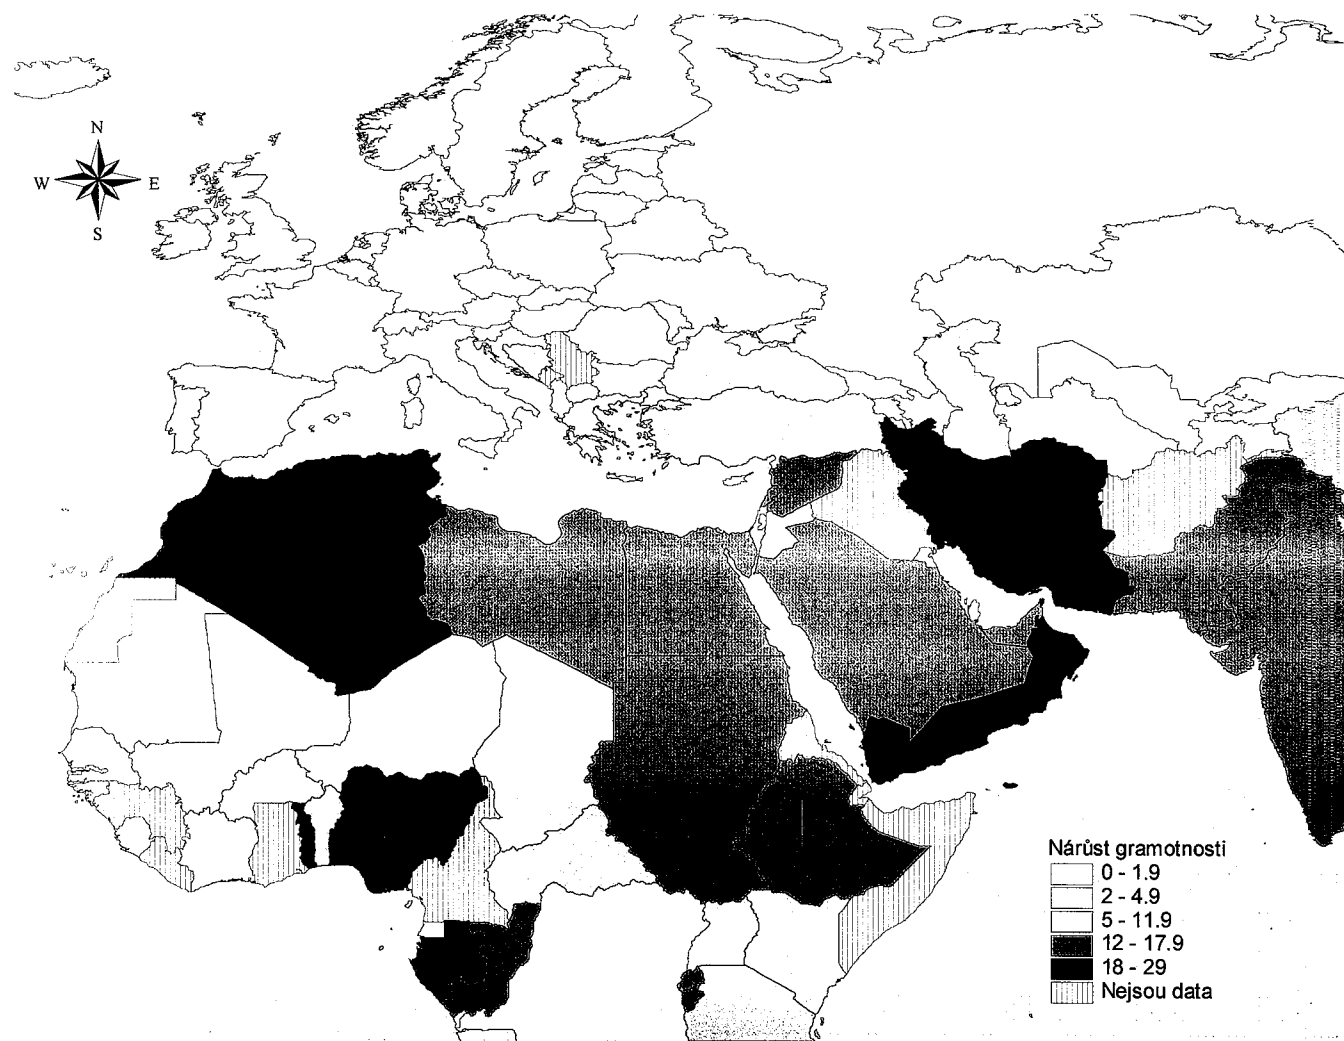 N
W E
S
Nárůst gramotnosti
0 - 1.9
2 - 4.9
5 - 11.9
12 - 17.9
18 - 29
Nejsou data